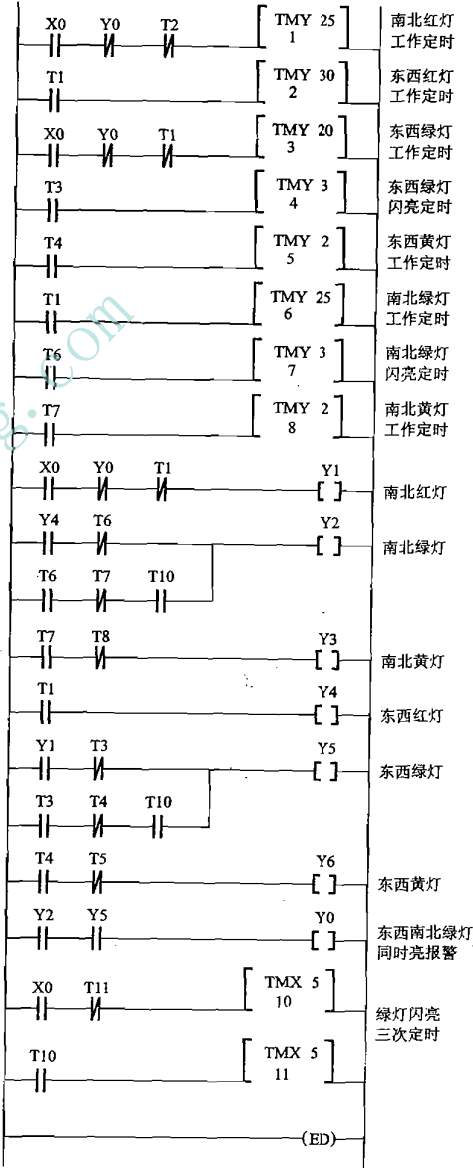 X0 Y0 T2 TMY 25 南北红灯
1 工作定时
T1 TMY 30 东西红灯
2 工作定时
X0 Y0 T1 TMY 20 东西绿灯
3 工作定时
T3 TMY 3 东西绿灯
4 闪亮定时
T4 TMY 2 东西黄灯
5 工作定时
T1 TMY 25 南北绿灯
6 工作定时
T6 TMY 3 南北绿灯
7 闪亮定时
T7 TMY 2 南北黄灯
8 工作定时
X0 Y0 T1 Y1 南北红灯
Y4 T6 Y2 南北绿灯
T6 T7 T10
T7 T8 Y3 南北黄灯
T1 Y4 东西红灯
Y1 T3 Y5 东西绿灯
T3 T4 T10
T4 T5 Y6 东西黄灯
Y2 Y5 Y0 东西南北绿灯
同时亮报警
X0 T11 TMX 5 绿灯闪亮
10 三次定时
T10 TMX 5
11
(ED)
g.com